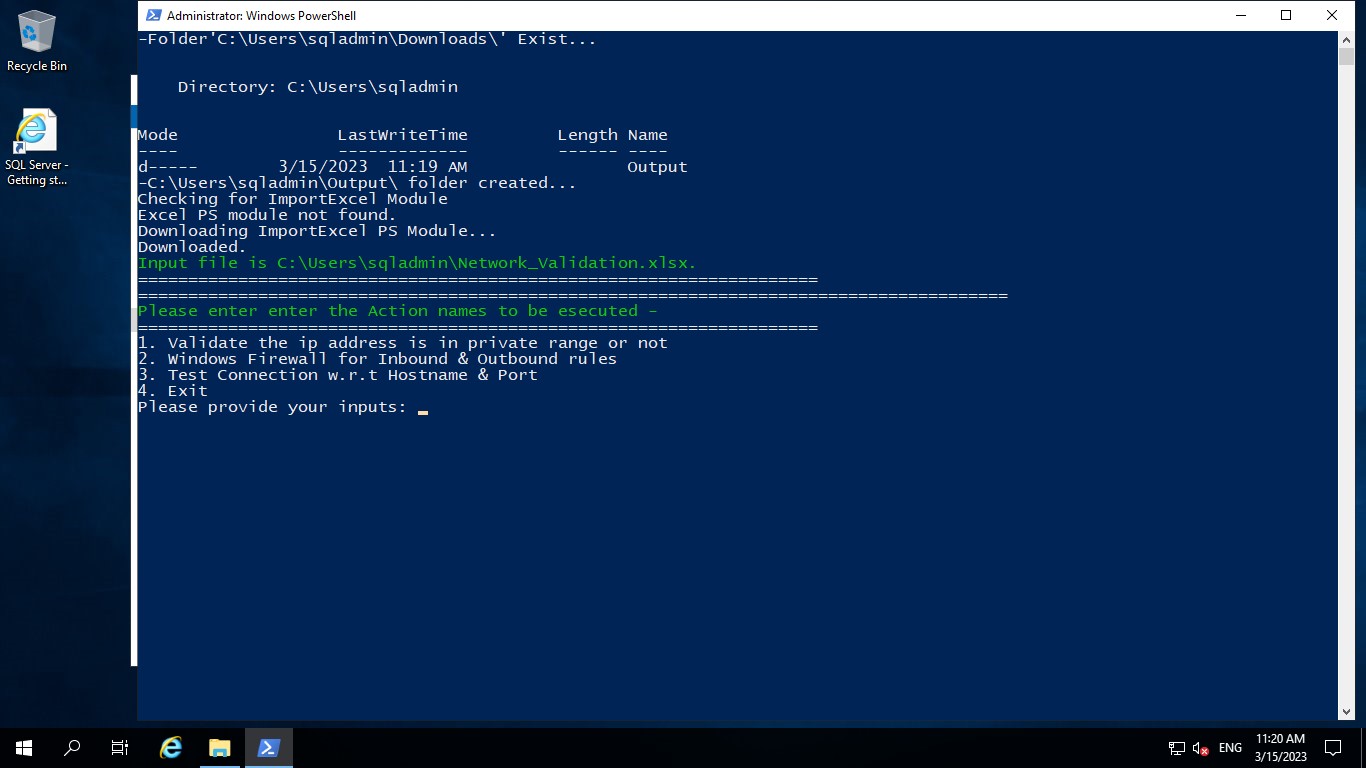 Recycle Bin
SQL Server -
Getting st...
Administrator: Windows PowerShell
-Folder'C:\Users\sqladmin\Downloads\' Exist...
Directory: C:\Users\sqladmin
Mode LastWriteTime Length Name
---- ------------- ------ ----
d----- 3/15/2023 11:19 AM Output
-C:\Users\sqladmin\Output\ folder created...
Checking for ImportExcel Module
Excel PS module not found.
Downloading ImportExcel PS Module...
Downloaded.
Input file is C:\Users\sqladmin\Network_Validation.xlsx.
====================================================================
=======================================================================================
Please enter enter the Action names to be esecuted -
====================================================================
1. Validate the ip address is in private range or not
2. Windows Firewall for Inbound & Outbound rules
3. Test Connection w.r.t Hostname & Port
4. Exit
Please provide your inputs: _
ENG
11:20 AM
3/15/2023